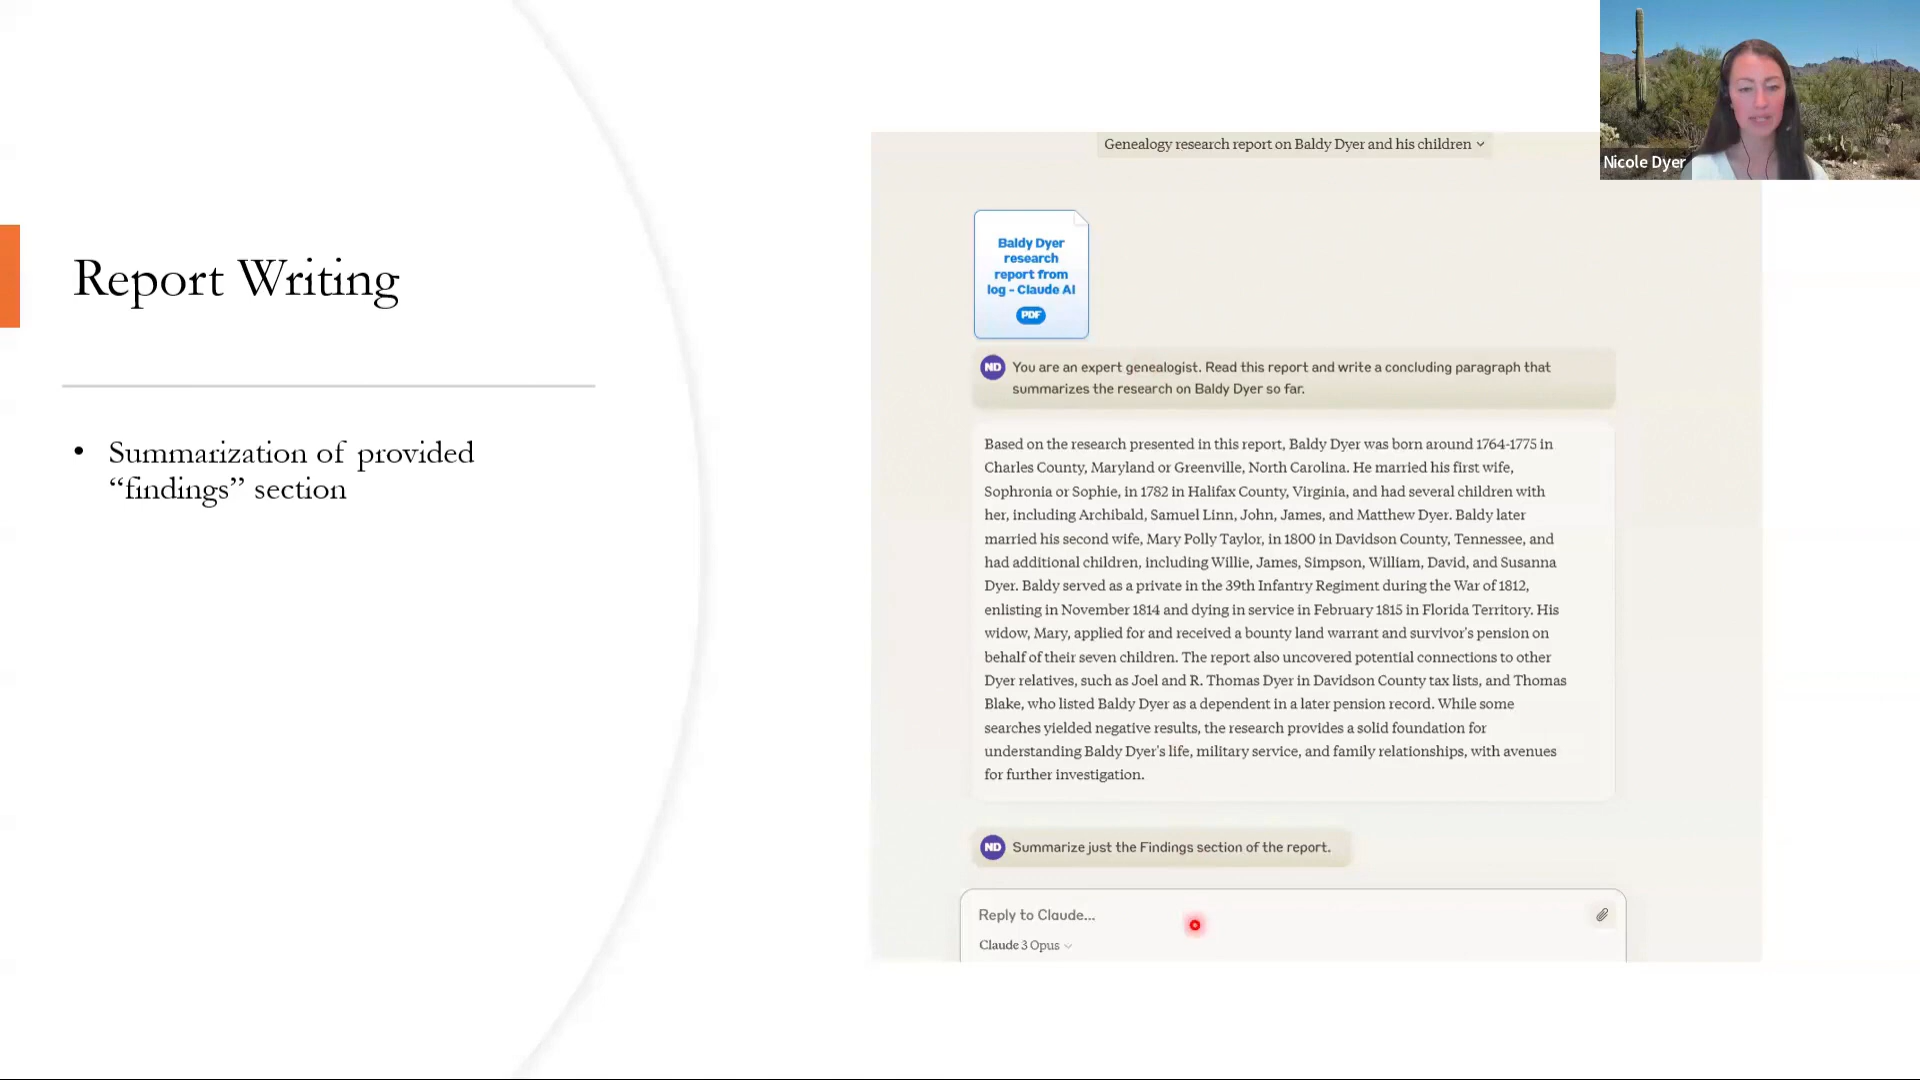 Nicole Dyer
Report Writing
• Summarization of provided
“findings” section
Genealogy research report on Baldy Dyer and his children
Baldy Dyer
research
report from
log - Claude AI
PDF
ND
You are an expert genealogist. Read this report and write a concluding paragraph that
summarizes the research on Baldy Dyer so far.
Based on the research presented in this report, Baldy Dyer was born around 1764-1775 in
Charles County, Maryland or Greenville, North Carolina. He married his first wife,
Sophronia or Sophie, in 1782 in Halifax County, Virginia, and had several children with
her, including Archibald, Samuel Linn, John, James, and Matthew Dyer. Baldy later
married his second wife, Mary Polly Taylor, in 1800 in Davidson County, Tennessee, and
had additional children, including Willie, James, Simpson, William, David, and Susanna
Dyer. Baldy served as a private in the 39th Infantry Regiment during the War of 1812,
enlisting in November 1814 and dying in service in February 1815 in Florida Territory. His
widow, Mary, applied for and received a bounty land warrant and survivor's pension on
behalf of their seven children. The report also uncovered potential connections to other
Dyer relatives, such as Joel and R. Thomas Dyer in Davidson County tax lists, and Thomas
Blake, who listed Baldy Dyer as a dependent in a later pension record. While some
searches yielded negative results, the research provides a solid foundation for
understanding Baldy Dyer's life, military service, and family relationships, with avenues
for further investigation.
ND
Summarize just the Findings section of the report.
Reply to Claude...
Claude 3 Opus